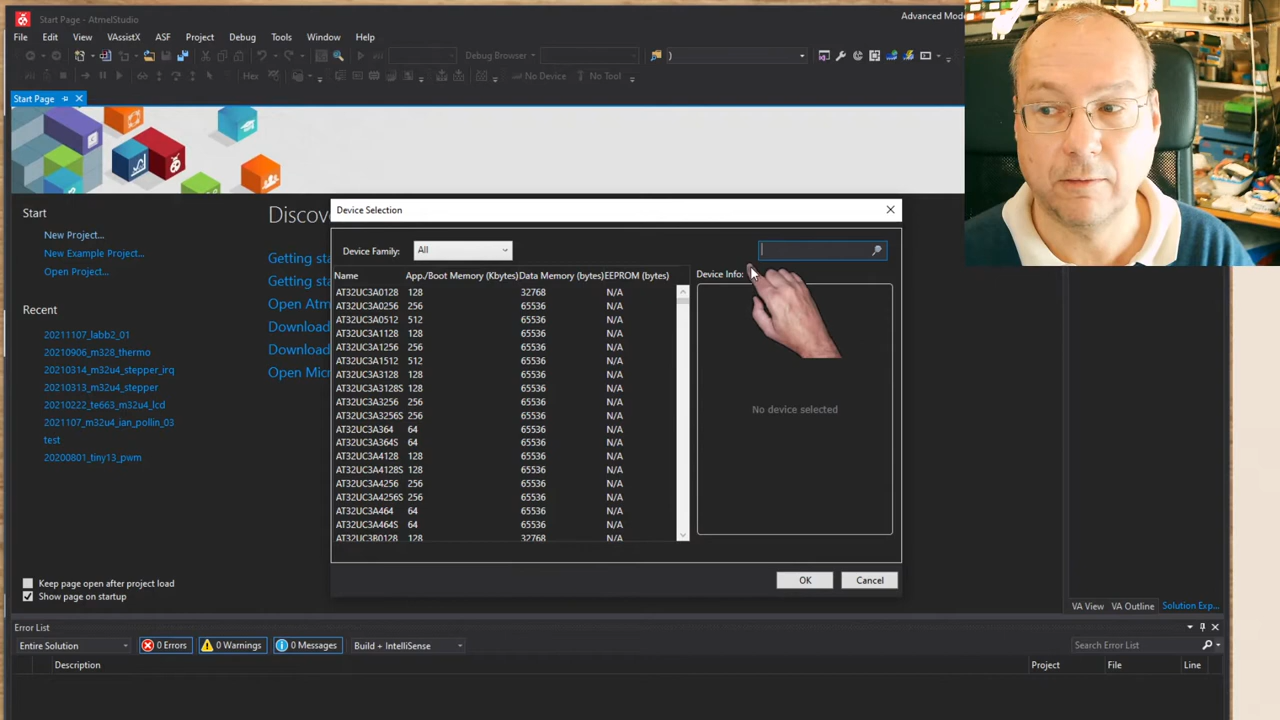 Start Page - AtmelStudio
Advanced Mode
File Edit View VAssistX ASF Project Debug Tools Window Help
Debug Browser
)
Hex
No Device No Tool
Start Page
Start
New Project...
New Example Project...
Open Project...
Recent
20211107_labb2_01
20210906_m328_thermo
20210314_m32u4_stepper_irq
20210313_m32u4_stepper
20210222_te663_m32u4_lcd
2021107_m32u4_ian_pollin_03
test
20200801_tiny13_pwm
Keep page open after project load
Show page on startup
Discov
Getting sta
Getting sta
Open Atm
Download
Download
Open Micr
Device Selection
Device Family: All
Name App./Boot Memory (Kbytes) Data Memory (bytes) EEPROM (bytes)
AT32UC3A0128 128 32768 N/A
AT32UC3A0256 256 65536 N/A
AT32UC3A0512 512 65536 N/A
AT32UC3A1128 128 65536 N/A
AT32UC3A1256 256 65536 N/A
AT32UC3A1512 512 65536 N/A
AT32UC3A3128 128 65536 N/A
AT32UC3A3128S 128 65536 N/A
AT32UC3A3256 256 65536 N/A
AT32UC3A3256S 256 65536 N/A
AT32UC3A364 64 65536 N/A
AT32UC3A364S 64 65536 N/A
AT32UC3A4128 128 65536 N/A
AT32UC3A4128S 128 65536 N/A
AT32UC3A4256 256 65536 N/A
AT32UC3A4256S 256 65536 N/A
AT32UC3A464 64 65536 N/A
AT32UC3A464S 64 65536 N/A
AT32UC3B0128 128 32768 N/A
Device Info:
No device selected
OK Cancel
VA View VA Outline Solution Exp...
Error List
Entire Solution 0 Errors 0 Warnings 0 Messages Build + IntelliSense Search Error List
Description Project File Line